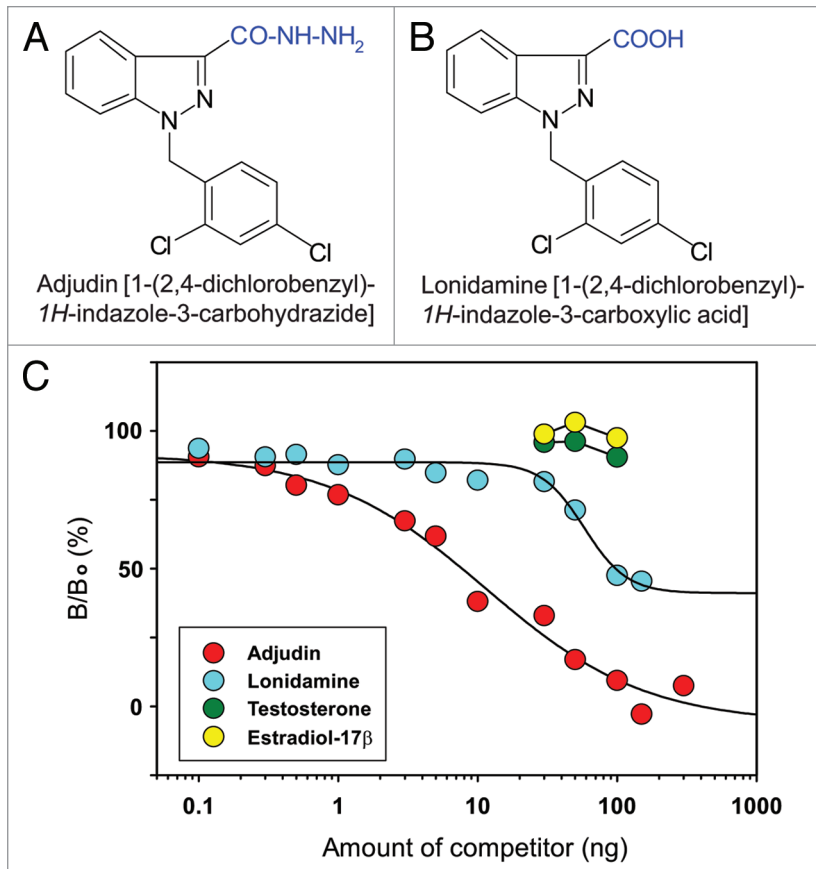 A
CO-NH-NH2
N
N
Cl
Cl
Adjudin [1-(2,4-dichlorobenzyl)-
1H-indazole-3-carbohydrazide]
B
COOH
N
N
Cl
Cl
Lonidamine [1-(2,4-dichlorobenzyl)-
1H-indazole-3-carboxylic acid]
C
B/Bo (%)
100
50
0
Adjudin
Lonidamine
Testosterone
Estradiol-17β
0.1 1 10 100 1000
Amount of competitor (ng)